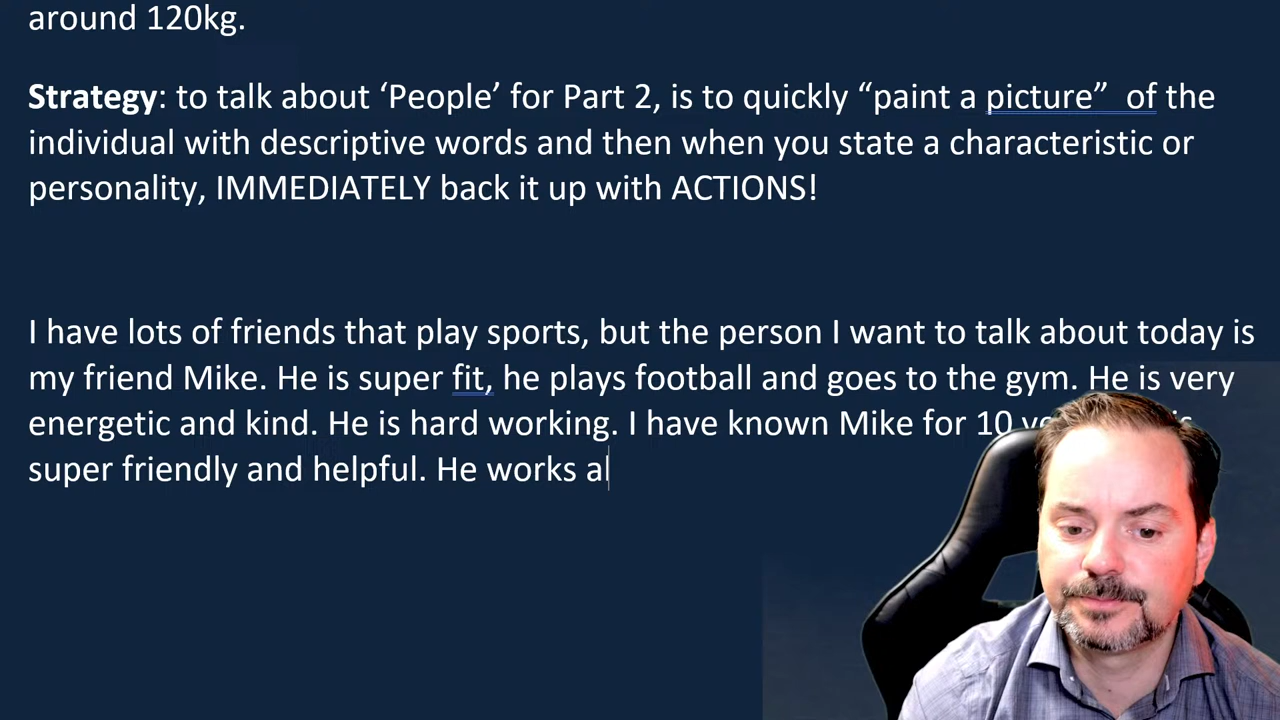 around 120kg.
Strategy: to talk about ‘People’ for Part 2, is to quickly “paint a picture”  of the
individual with descriptive words and then when you state a characteristic or
personality, IMMEDIATELY back it up with ACTIONS!
I have lots of friends that play sports, but the person I want to talk about today is
my friend Mike. He is super fit, he plays football and goes to the gym. He is very
energetic and kind. He is hard working. I have known Mike for 10
super friendly and helpful. He works al